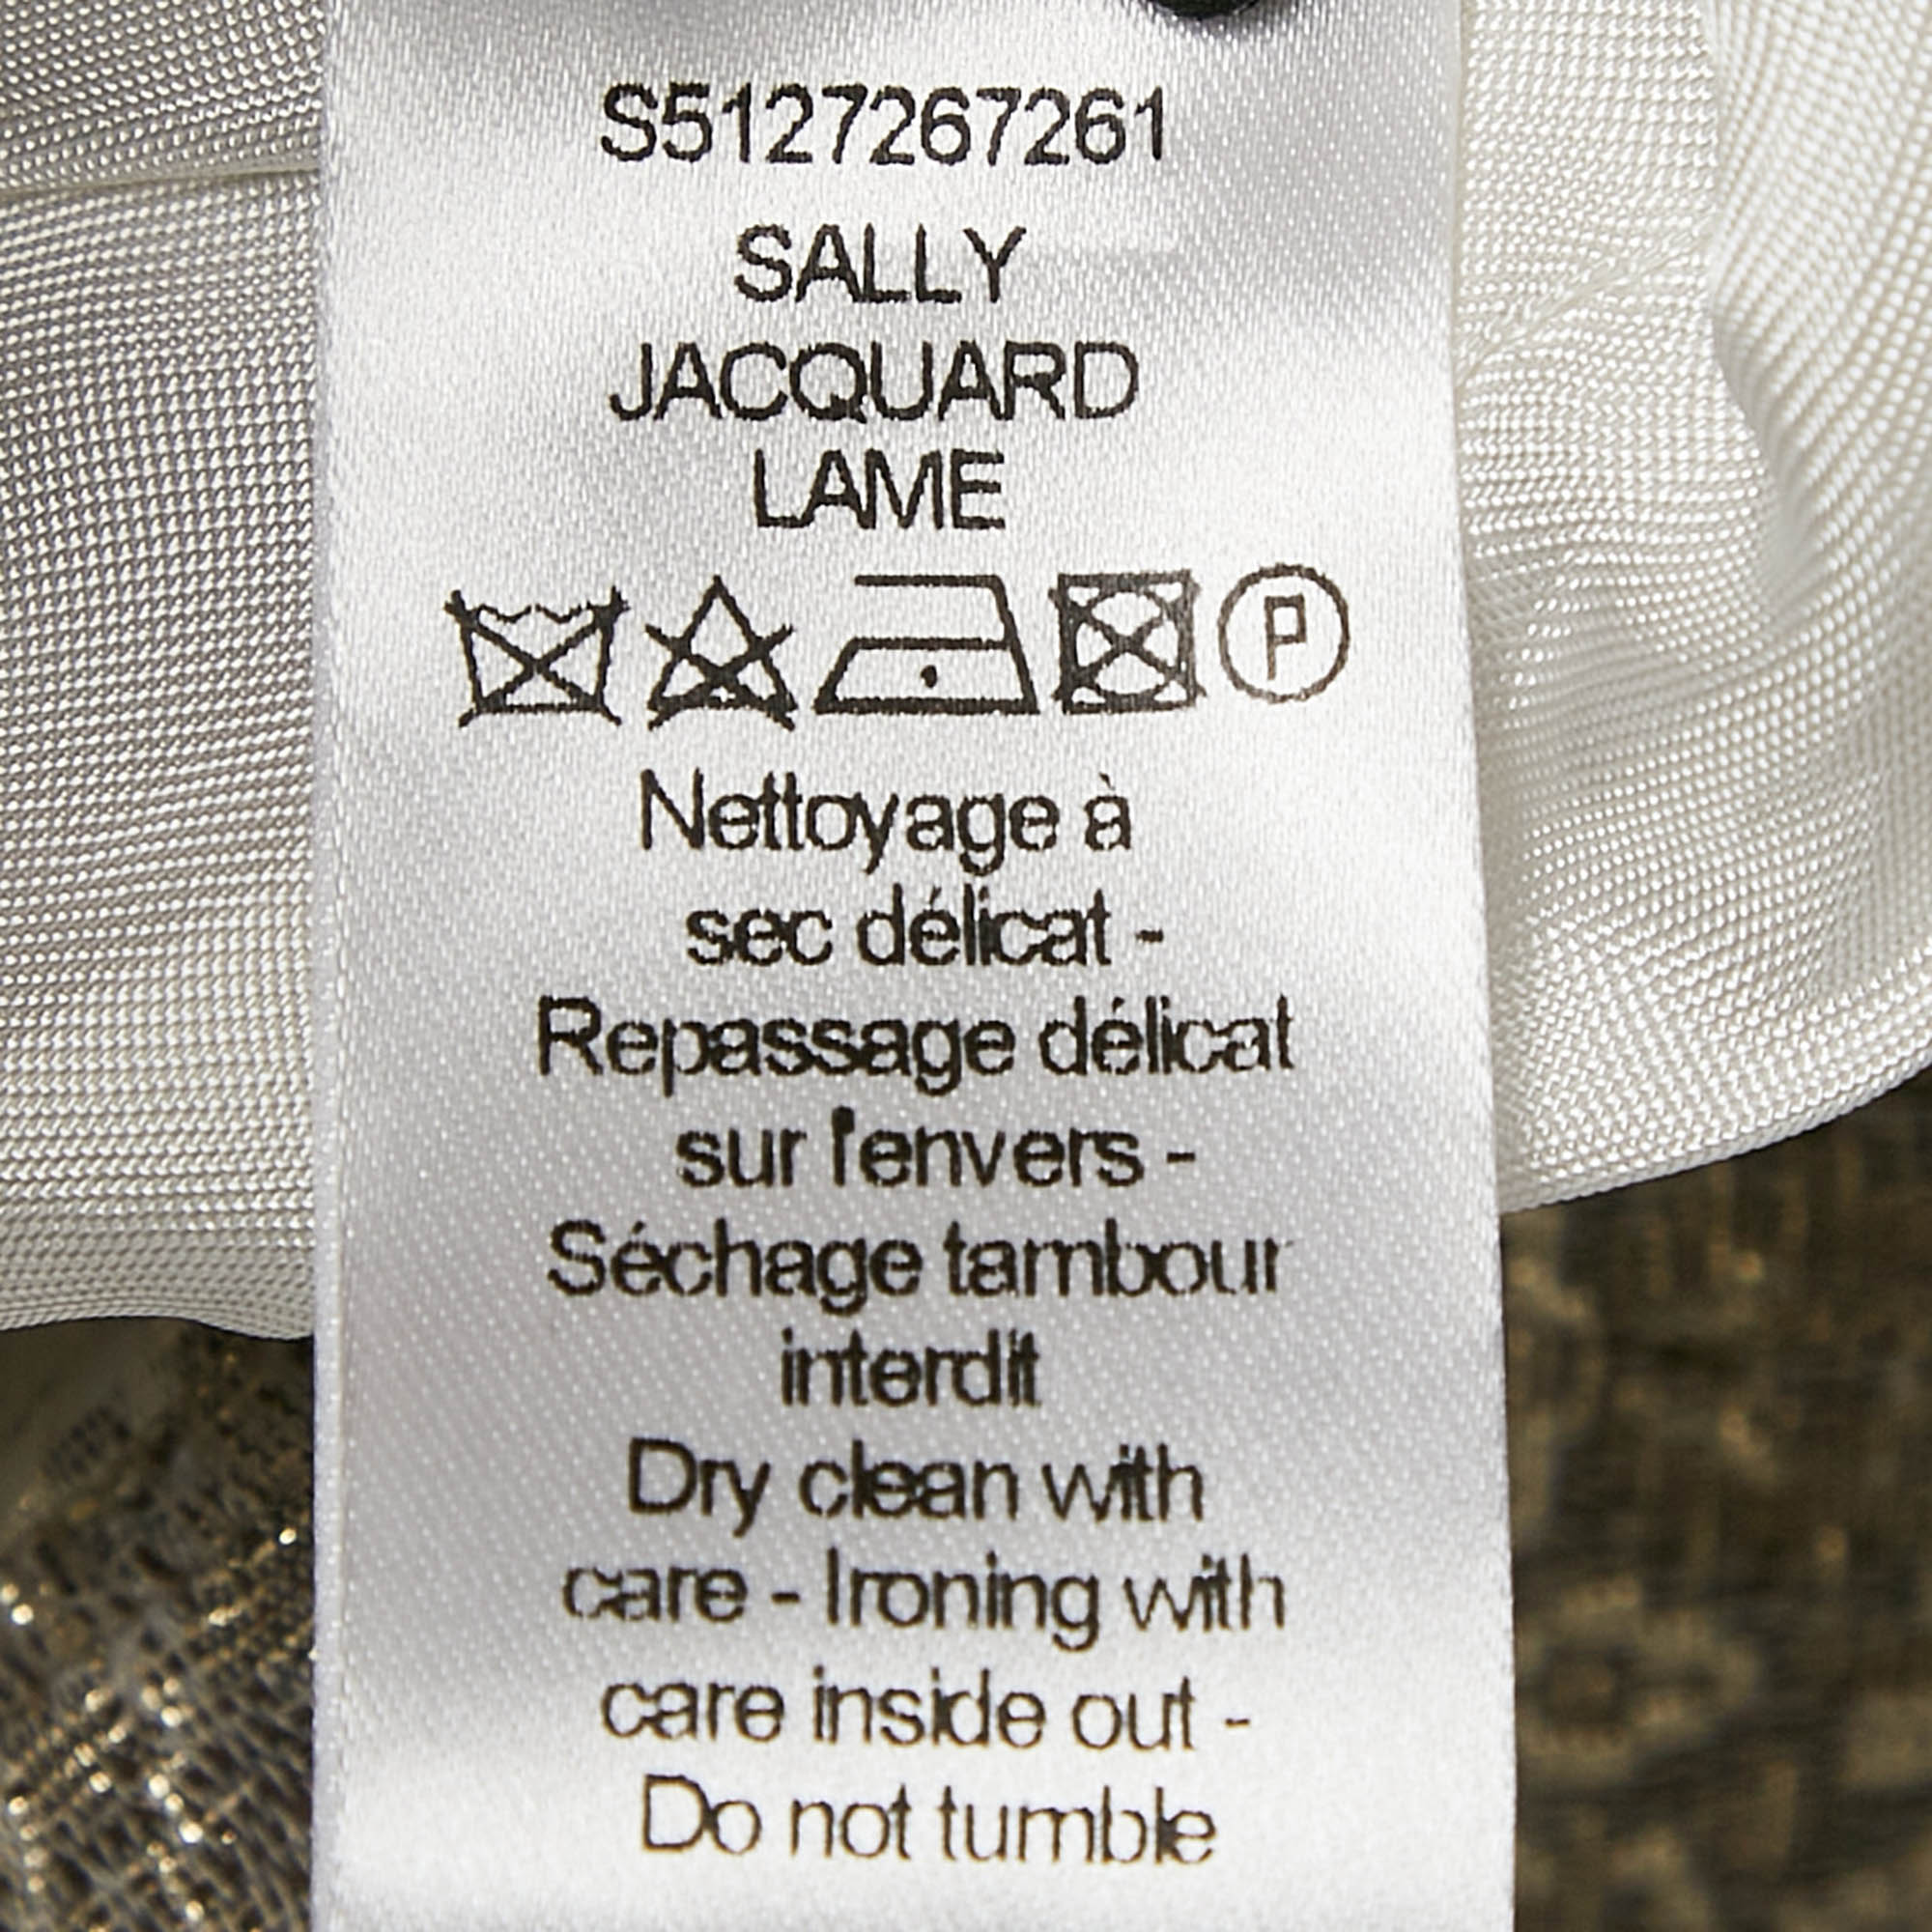 S5127267261
SALLY
JACQUARD
LAME
P
Nettoyage à
sec délicat -
Repassage délicat
sur l'envers -
Séchage tambour
interdit
Dry clean with
care - Ironing with
care inside out -
Do not tumble